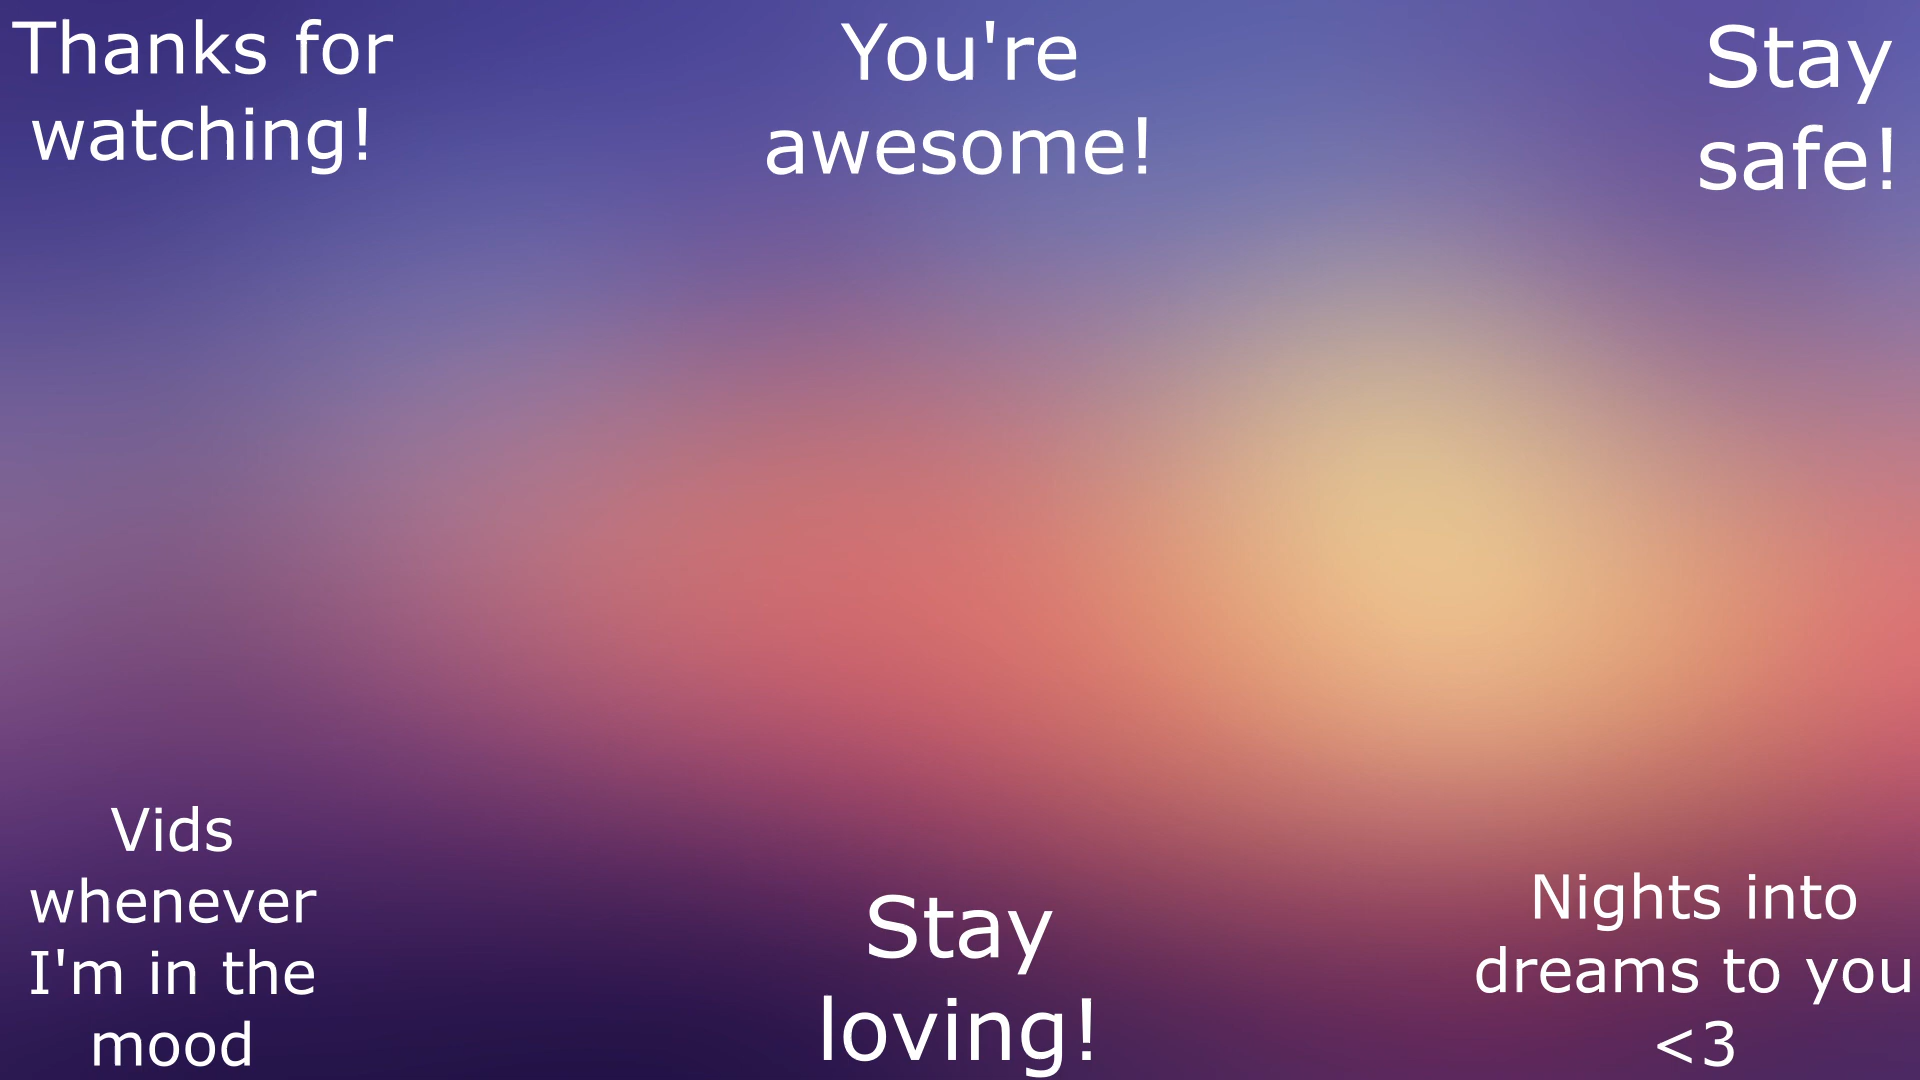 Thanks for
watching!
You're
awesome!
Stay
safe!
Vids
whenever
I'm in the
mood
Stay
loving!
Nights into
dreams to you
<3